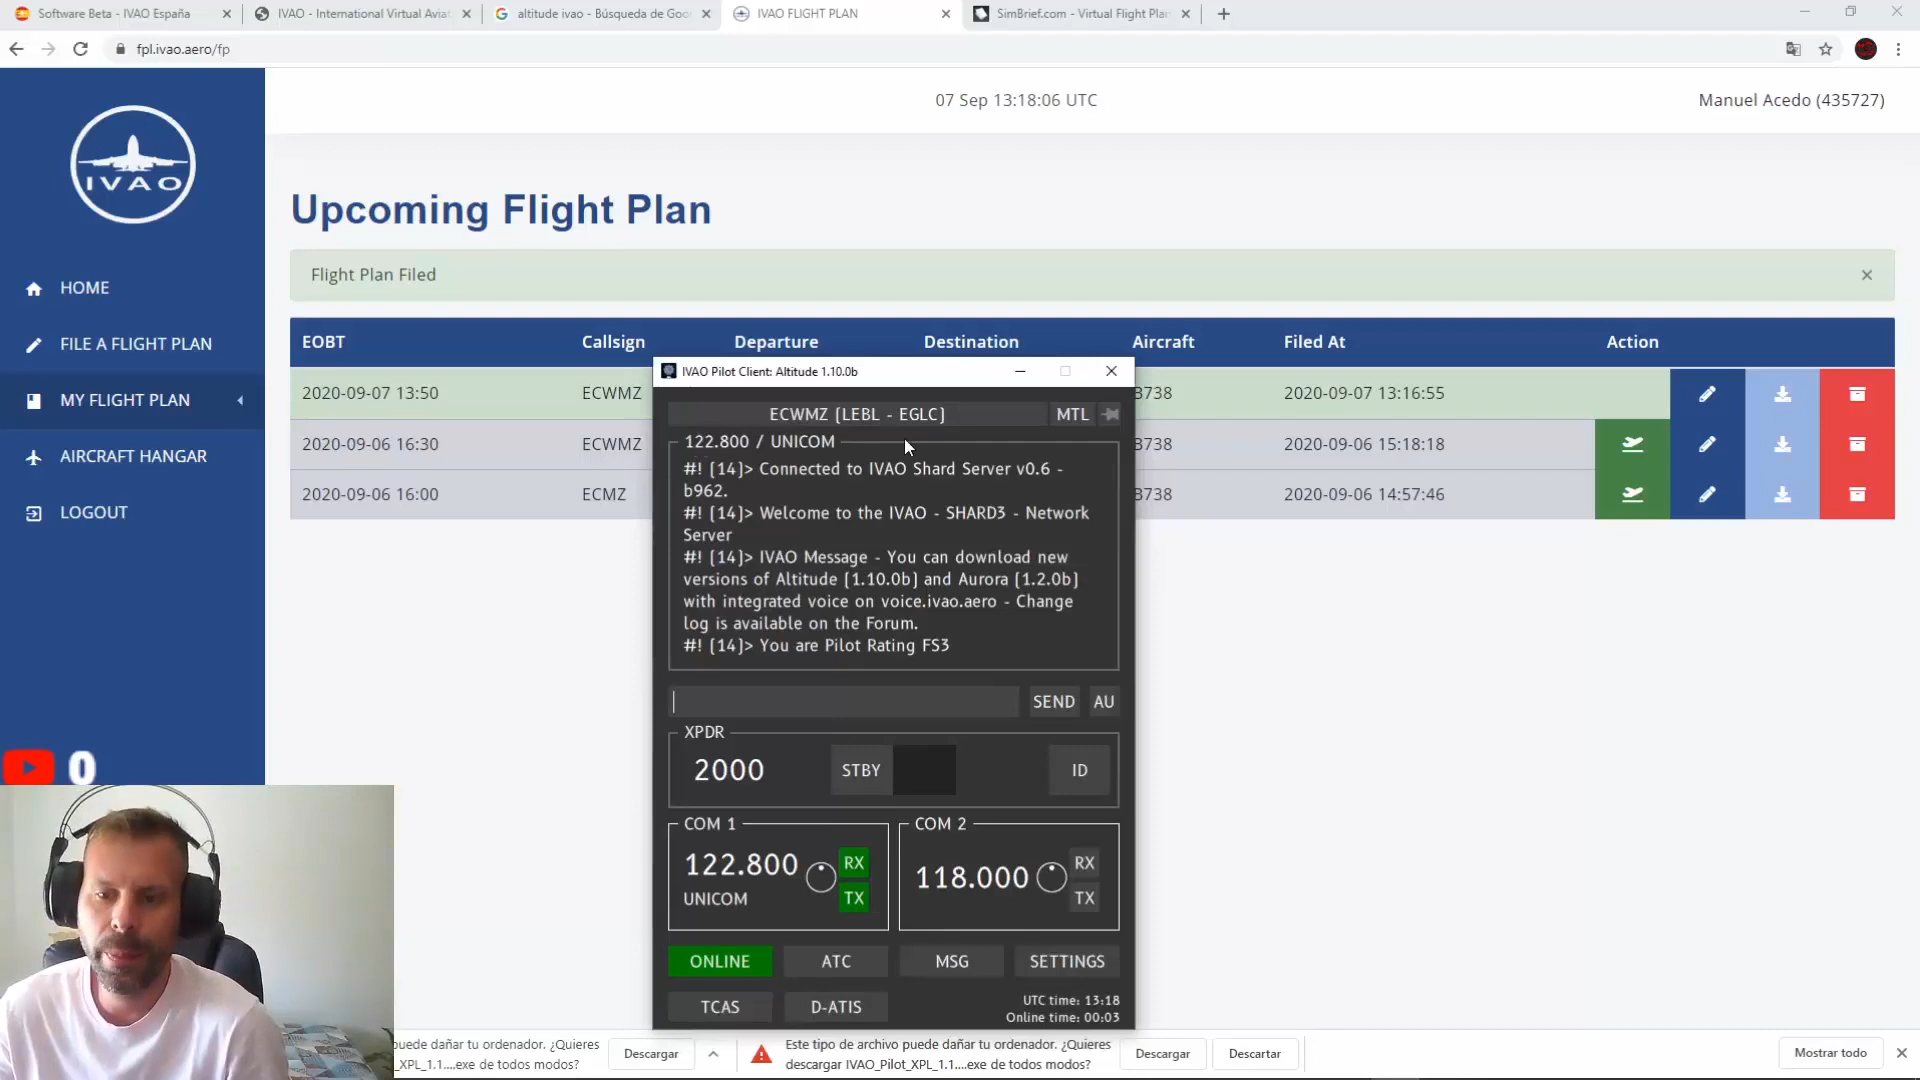 Software Beta - IVAO España
IVAO - International Virtual Aviat
altitude ivao - Búsqueda de Goo
IVAO FLIGHT PLAN
SimBrief.com - Virtual Flight Plan
fpl.ivao.aero/fp
07 Sep 13:18:06 UTC
Manuel Acedo (435727)
IVAO
HOME
FILE A FLIGHT PLAN
MY FLIGHT PLAN
AIRCRAFT HANGAR
LOGOUT
0
Upcoming Flight Plan
Flight Plan Filed
EOBT Callsign Departure Destination Aircraft Filed At Action
2020-09-07 13:50 ECWMZ B738 2020-09-07 13:16:55
2020-09-06 16:30 ECWMZ B738 2020-09-06 15:18:18
2020-09-06 16:00 ECMZ B738 2020-09-06 14:57:46
IVAO Pilot Client: Altitude 1.10.0b
ECWMZ [LEBL - EGLC] MTL
122.800 / UNICOM
#! [14]> Connected to IVAO Shard Server v0.6 -
b962.
#! [14]> Welcome to the IVAO - SHARD3 - Network
Server
#! [14]> IVAO Message - You can download new
versions of Altitude [1.10.0b] and Aurora [1.2.0b]
with integrated voice on voice.ivao.aero - Change
log is available on the Forum.
#! [14]> You are Pilot Rating FS3
SEND AU
XPDR
2000 STBY ID
COM 1
122.800 RX
UNICOM TX
COM 2
118.000 RX
TX
ONLINE ATC MSG SETTINGS
TCAS D-ATIS
UTC time: 13:18
Online time: 00:03
puede dañar tu ordenador. ¿Quieres
_XPL_1.1....exe de todos modos?
Descargar
Este tipo de archivo puede dañar tu ordenador. ¿Quieres
descargar IVAO_Pilot_XPL_1.1....exe de todos modos?
Descargar
Descartar
Mostrar todo